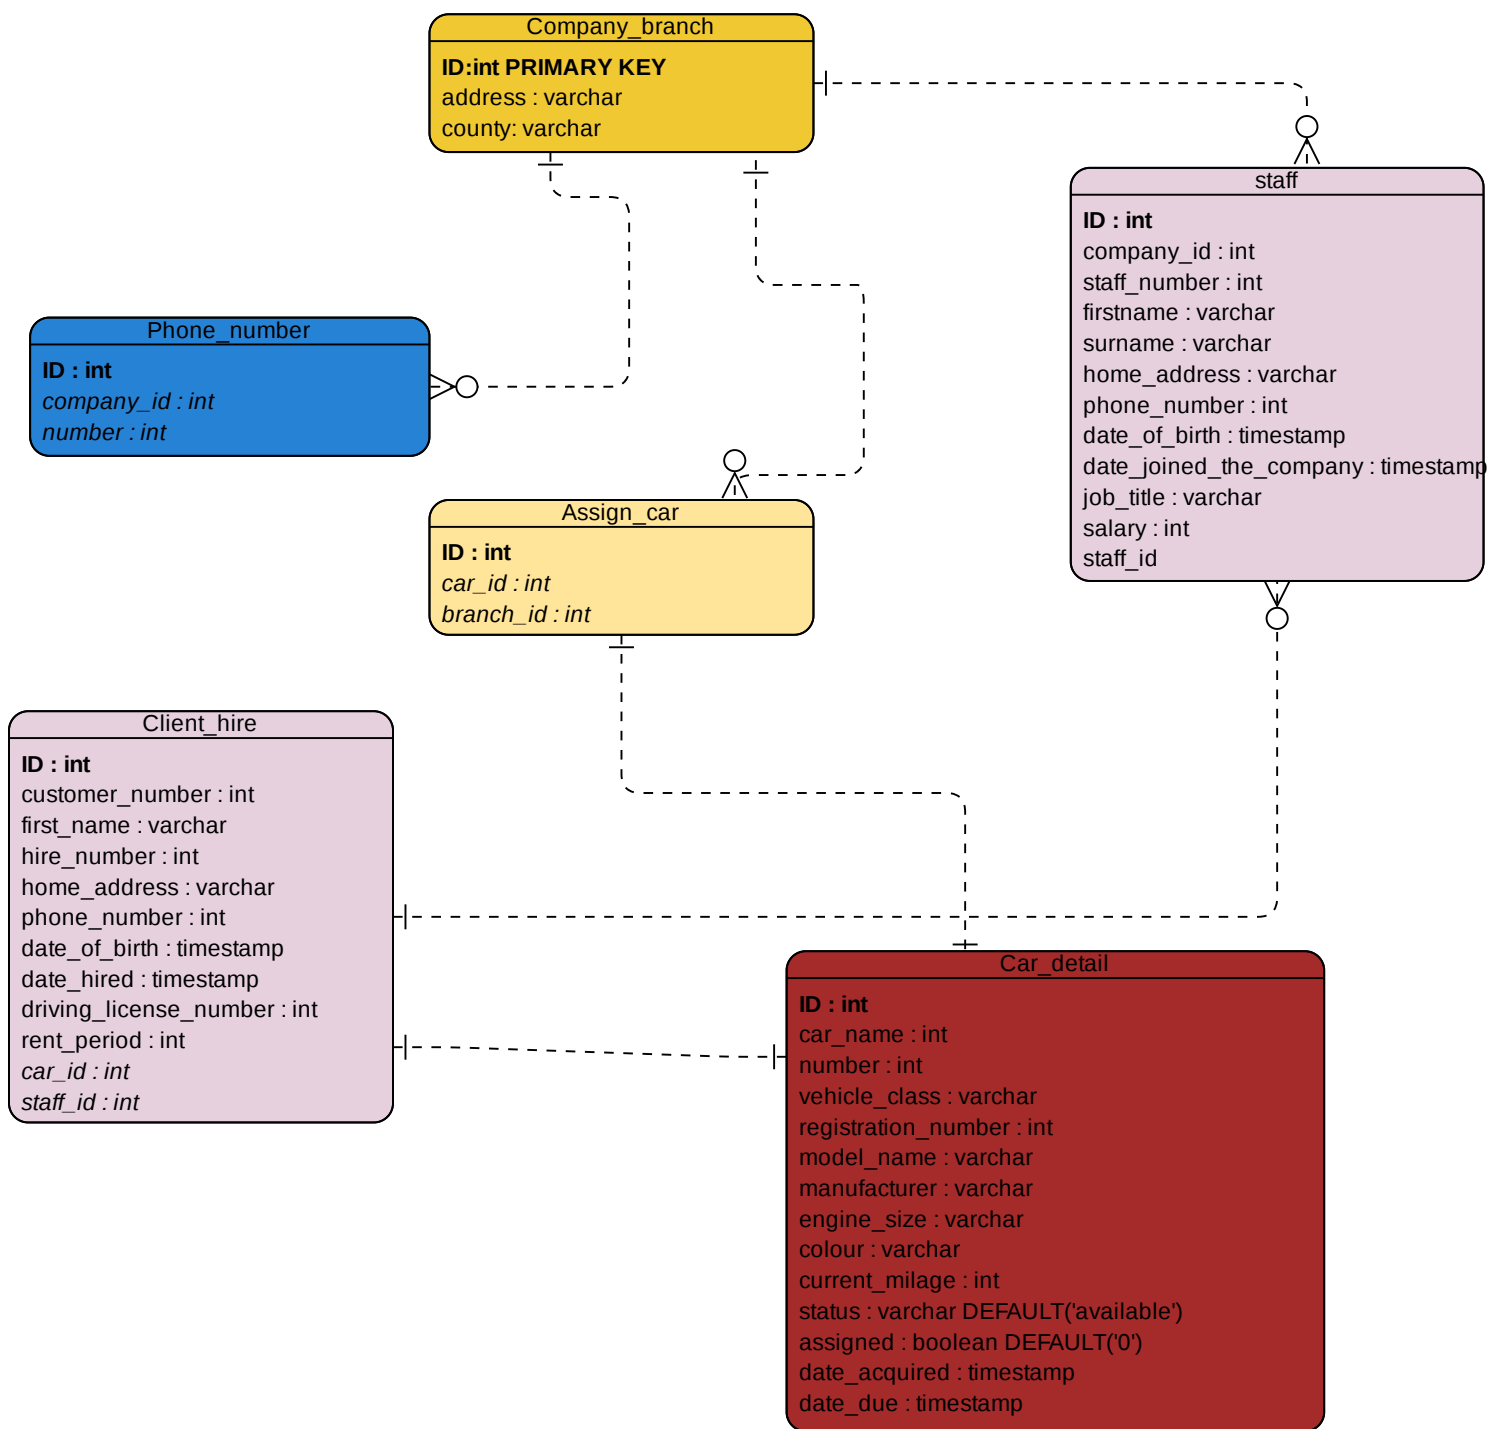 Company_branch
ID:int PRIMARY KEY
address : varchar
county: varchar
staff
ID : int
company_id : int
staff_number : int
firstname : varchar
surname : varchar
home_address : varchar
phone_number : int
date_of_birth : timestamp
date_joined_the_company : timestamp
job_title : varchar
salary : int
staff_id
Phone_number
ID : int
company_id : int
number : int
Assign_car
ID : int
car_id : int
branch_id : int
Client_hire
ID : int
customer_number : int
first_name : varchar
hire_number : int
home_address : varchar
phone_number : int
date_of_birth : timestamp
date_hired : timestamp
driving_license_number : int
rent_period : int
car_id : int
staff_id : int
Car_detail
ID : int
car_name : int
number : int
vehicle_class : varchar
registration_number : int
model_name : varchar
manufacturer : varchar
engine_size : varchar
colour : varchar
current_milage : int
status : varchar DEFAULT('available')
assigned : boolean DEFAULT('0')
date_acquired : timestamp
date_due : timestamp